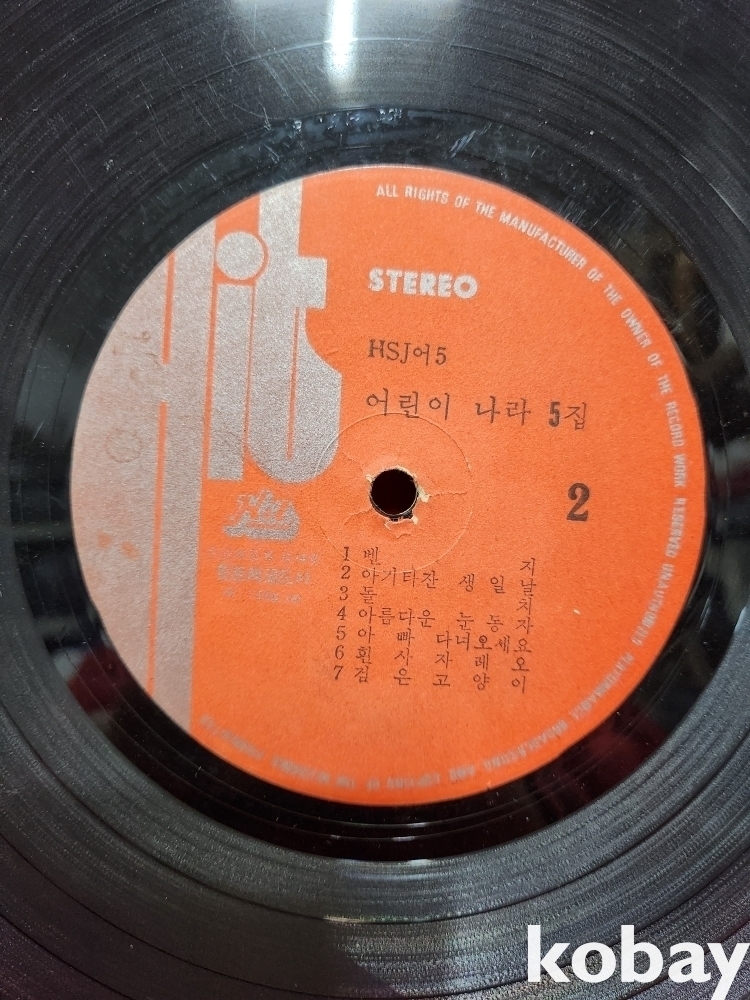 ALL RIGHTS OF THE MANUFACTURER OF THE OWNER OF THE RECORD WORK RESERVED UNAUTHORIZED
Hit
STEREO
HSJ어5
어린이 나라 5집
2
1 벤 지
2 아기타잔 생일날
3 돌 치
4 아름다운 눈동자
5 아빠 다녀오세요
6 흰사자 레오
7 검은고양이
kobay